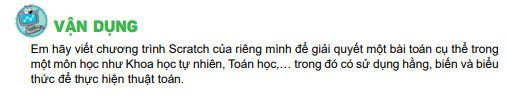 VẬN DỤNG
Em hãy viết chương trình Scratch của riêng mình để giải quyết một bài toán cụ thể trong
một môn học như Khoa học tự nhiên, Toán học,… trong đó có sử dụng hằng, biến và biểu
thức để thực hiện thuật toán.